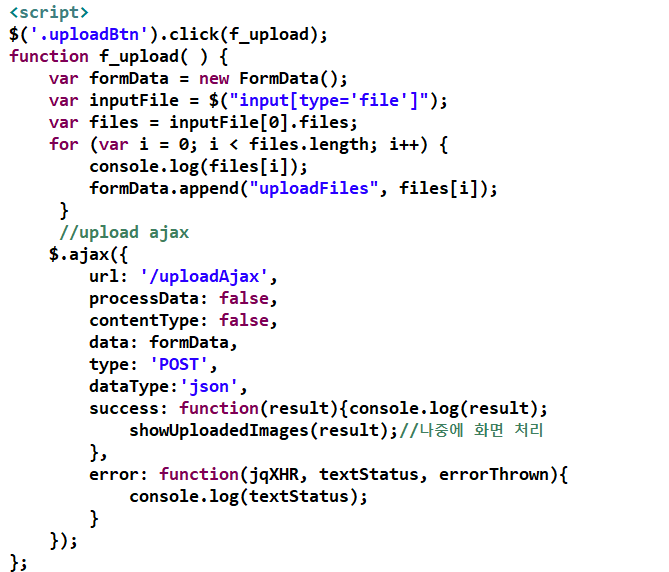 <script>
$('.uploadBtn').click(f_upload);
function f_upload( ) {
    var formData = new FormData();
    var inputFile = $("input[type='file']");
    var files = inputFile[0].files;
    for (var i = 0; i < files.length; i++) {
        console.log(files[i]);
        formData.append("uploadFiles", files[i]);
     }
     //upload ajax
    $.ajax({
        url: '/uploadAjax',
        processData: false,
        contentType: false,
        data: formData,
        type: 'POST',
        dataType:'json',
        success: function(result){console.log(result);
            showUploadedImages(result);//나중에 화면 처리
        },
        error: function(jqXHR, textStatus, errorThrown){
            console.log(textStatus);
        }
    });
};